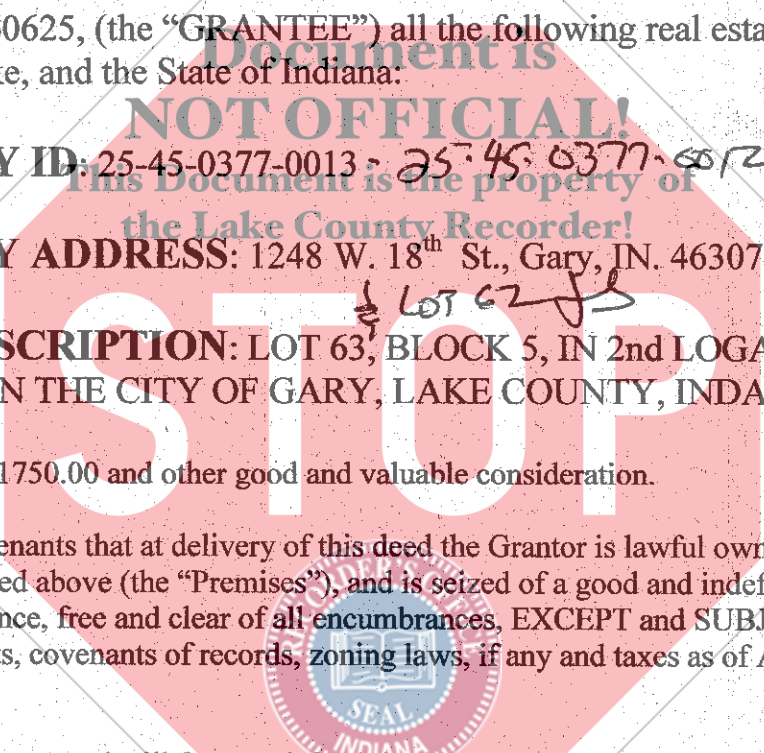 60625, (the “GRANTEE”) all the following real esta
ke, and the State of Indiana:
Document is
NOT OFFICIAL!
This Document is the property of
the Lake County Recorder!
Y ID: 25-45-0377-0013 - 25-45-0377-0012
Y ADDRESS: 1248 W. 18th St., Gary, IN. 46307
& LOT 62
SCRIPTION: LOT 63, BLOCK 5, IN 2nd LOGA
N THE CITY OF GARY, LAKE COUNTY, INDA
STOP
1750.00 and other good and valuable consideration.
enants that at delivery of this deed the Grantor is lawful own
ed above (the “Premises”), and is seized of a good and indef
nce, free and clear of all encumbrances, EXCEPT and SUBJ
ts, covenants of records, zoning laws, if any and taxes as of A
RECORDER'S OFFICE
SEAL
INDIANA